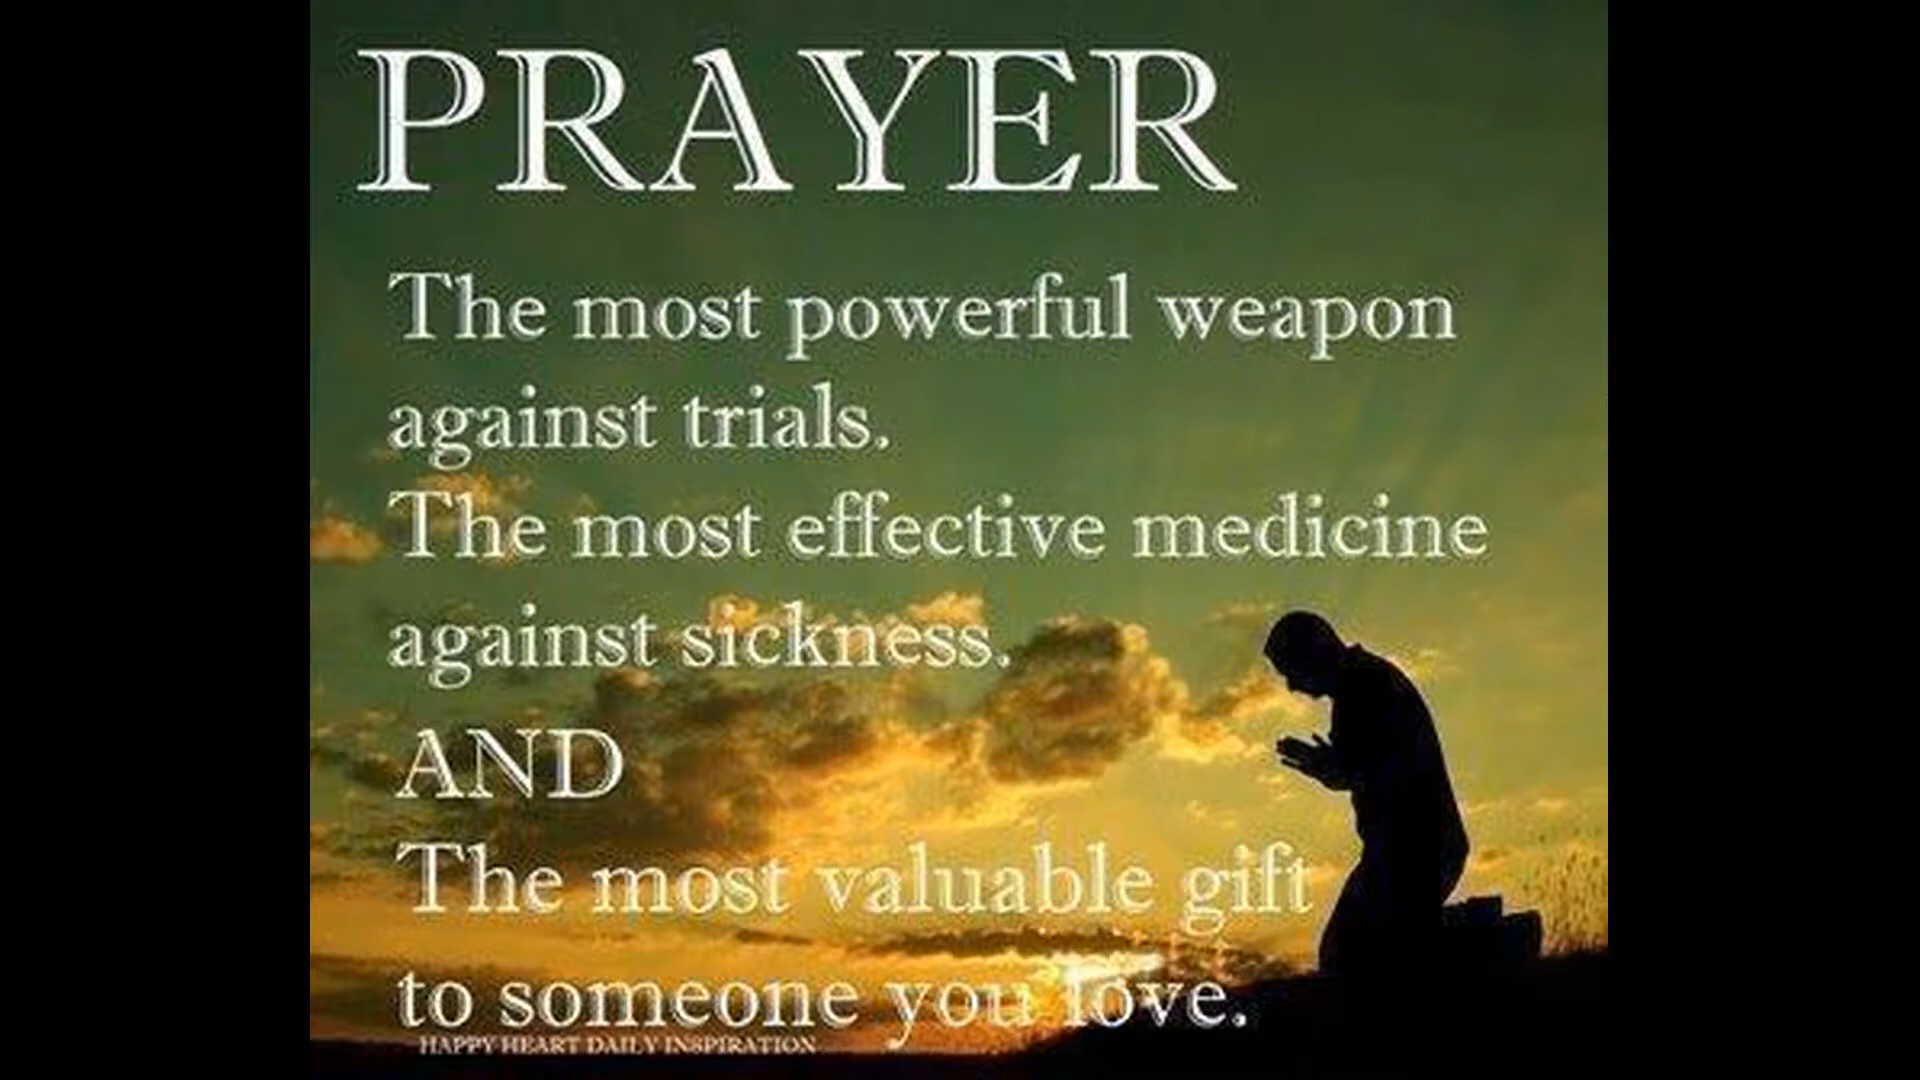 PRAYER
The most powerful weapon
against trials.
The most effective medicine
against sickness.
AND
The most valuable gift
to someone you love.
HAPPY HEART DAILY INSPIRATION